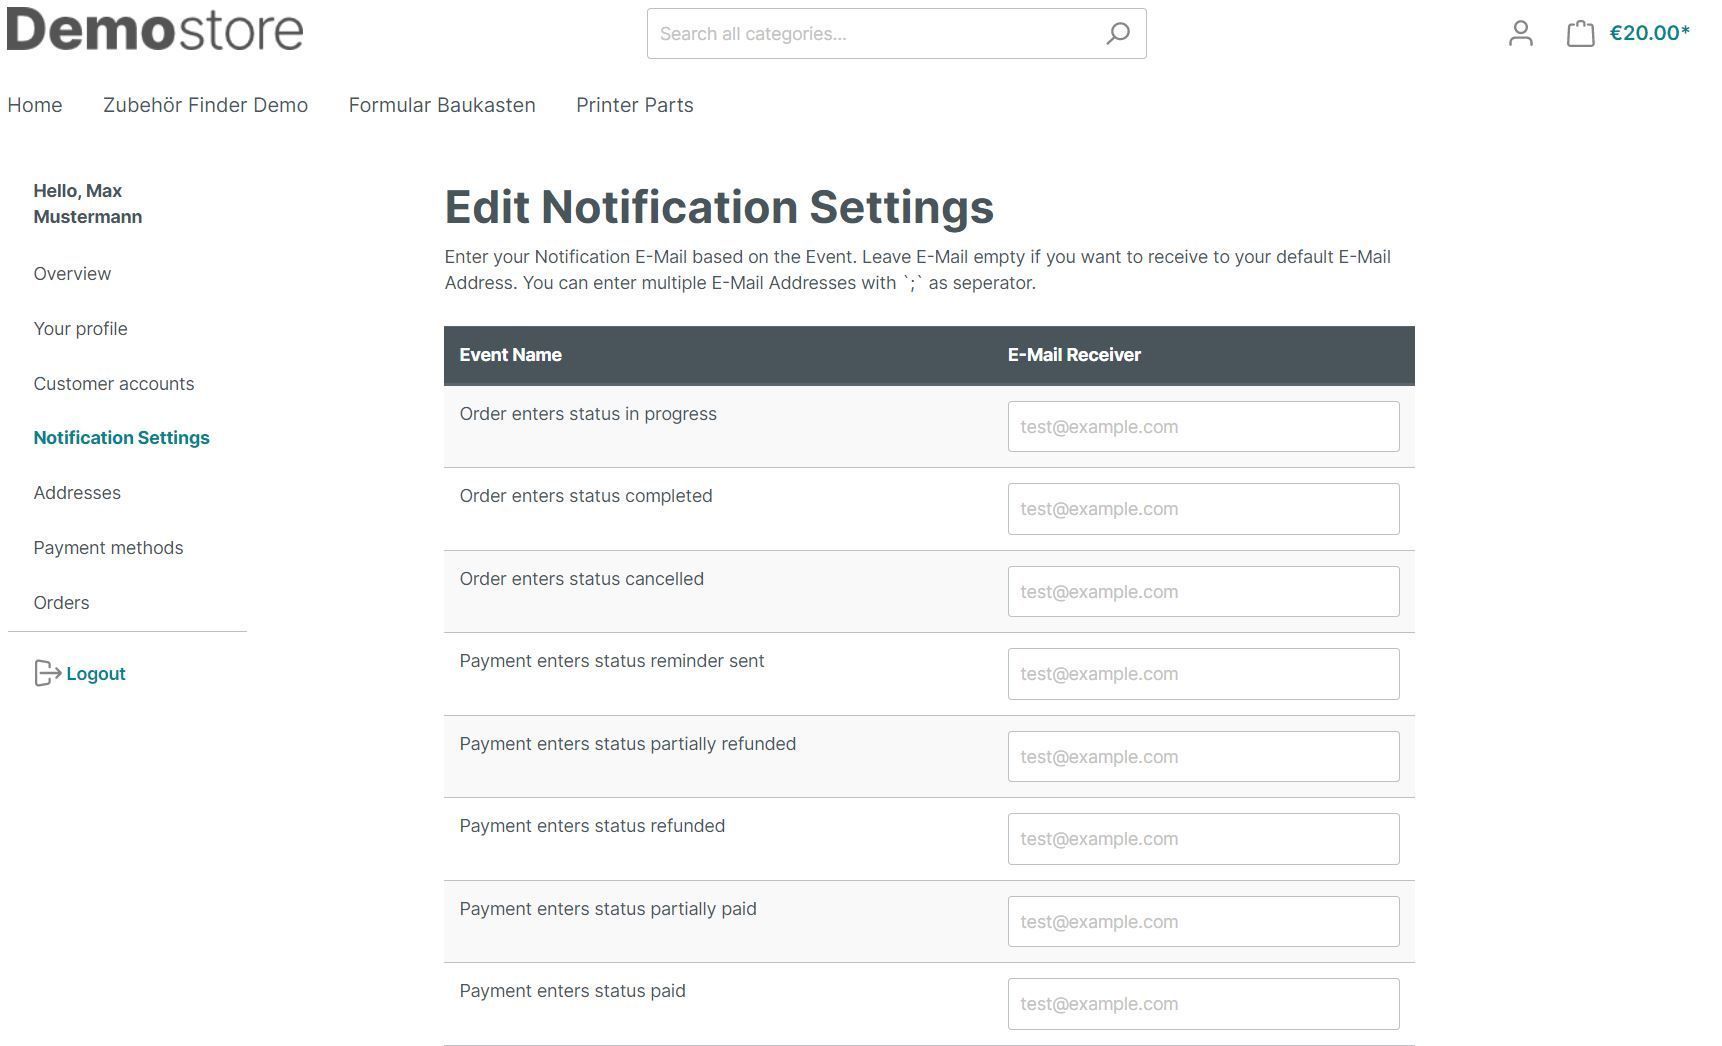 Demostore
Search all categories...
€20.00*
Home Zubehör Finder Demo Formular Baukasten Printer Parts
Hello, Max
Mustermann
Overview
Your profile
Customer accounts
Notification Settings
Addresses
Payment methods
Orders
Logout
Edit Notification Settings
Enter your Notification E-Mail based on the Event. Leave E-Mail empty if you want to receive to your default E-Mail
Address. You can enter multiple E-Mail Addresses with `;` as seperator.
Event Name E-Mail Receiver
Order enters status in progress test@example.com
Order enters status completed test@example.com
Order enters status cancelled test@example.com
Payment enters status reminder sent test@example.com
Payment enters status partially refunded test@example.com
Payment enters status refunded test@example.com
Payment enters status partially paid test@example.com
Payment enters status paid test@example.com